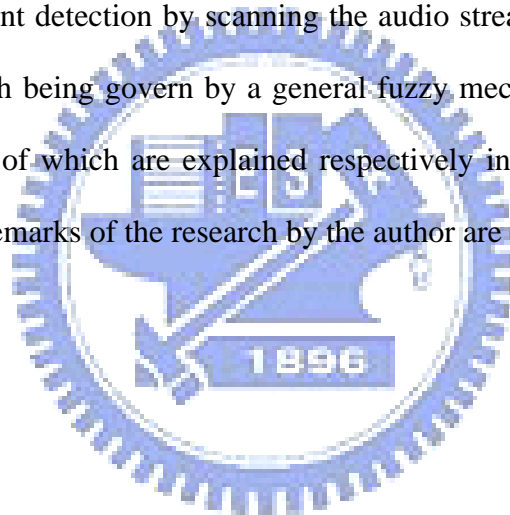 nt detection by scanning the audio strea
h being govern by a general fuzzy mec
of which are explained respectively in
emarks of the research by the author are
E S
1896